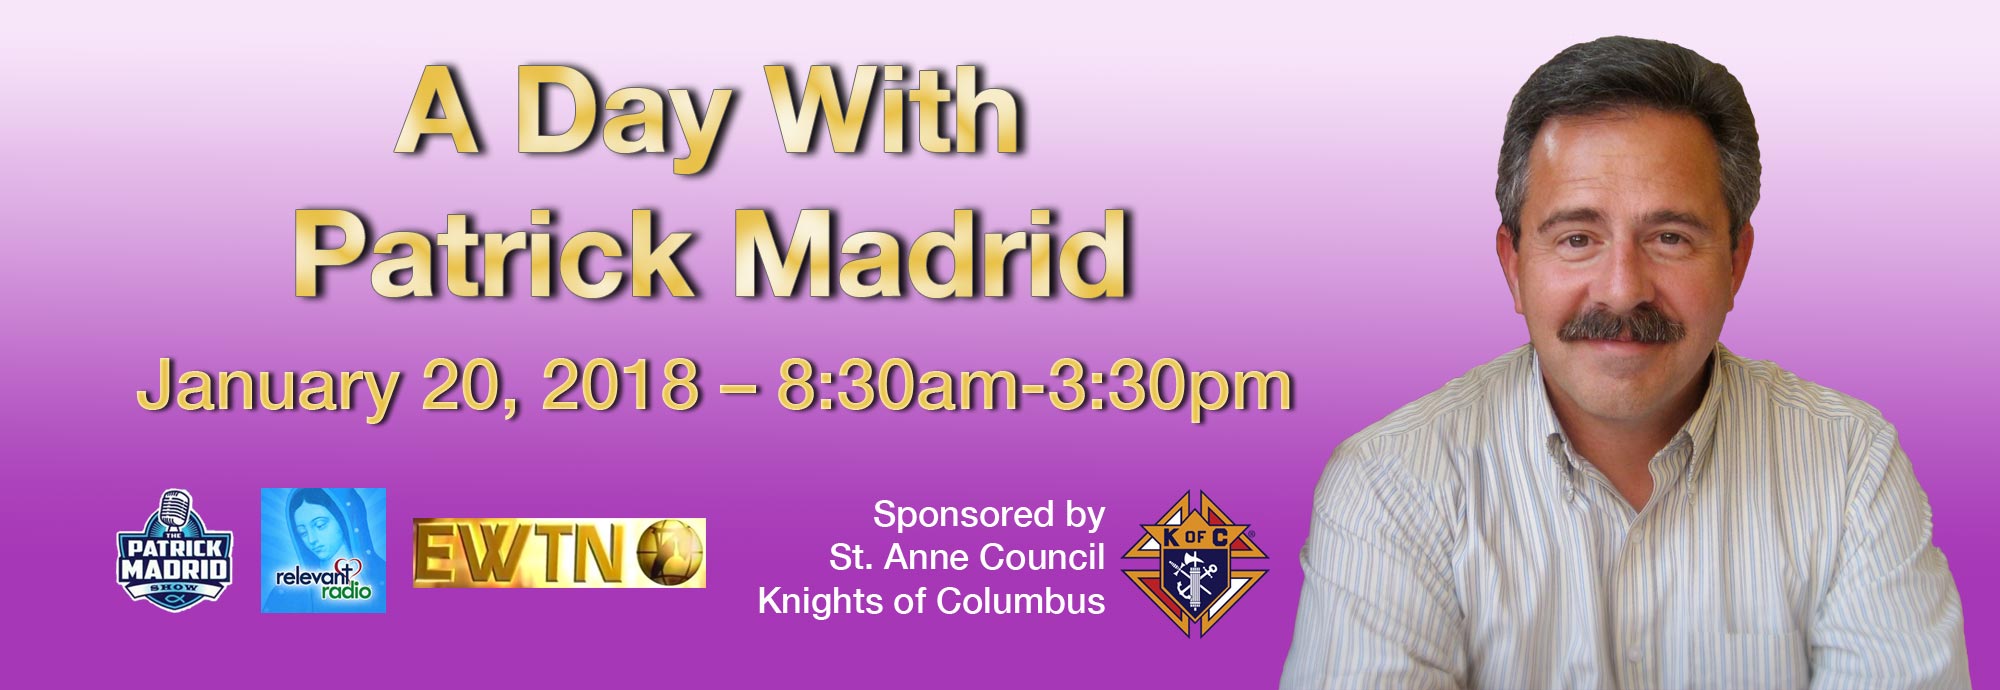 A Day With
Patrick Madrid
January 20, 2018 – 8:30am-3:30pm
THE
PATRICK
MADRID
SHOW
relevant
radio
EWTN
Sponsored by
St. Anne Council
Knights of Columbus
K OF C
®